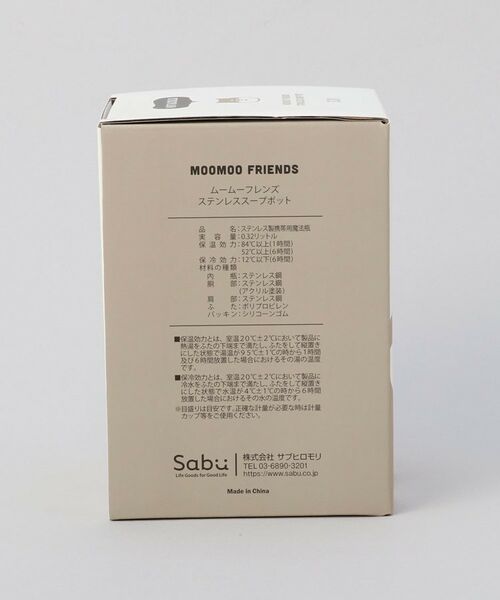 MOOMOO FRIENDS
ムームーフレンズ
ステンレススープポット
品名：ステンレス製携帯用魔法瓶
実容量：0.32リットル
保温効力：84℃以上(1時間)
52℃以上(6時間)
保冷効力：12℃以下(6時間)
材料の種類
内瓶：ステンレス鋼
胴部：ステンレス鋼
(アクリル塗装)
肩部：ステンレス鋼
ふた：ポリプロピレン
パッキン：シリコーンゴム
■保温効力とは、室温20℃±2℃において製品に
熱湯をふたの下端まで満たし、ふたをして縦置き
にした状態で湯温が95℃±1℃の時から1時間
及び6時間放置した場合におけるその湯の温度
です。
■保冷効力とは、室温20℃±2℃において製品に
冷水をふたの下端まで満たし、ふたをして縦置き
にした状態で水温が4℃±1℃の時から6時間
放置した場合におけるその水の温度です。
※目盛りは目安です。正確な計量が必要な時は計量
カップ等をご使用ください。
Sabu
Life Goods for Good Life
株式会社 サブヒロモリ
TEL 03-6890-3201
https://www.sabu.co.jp
Made in China